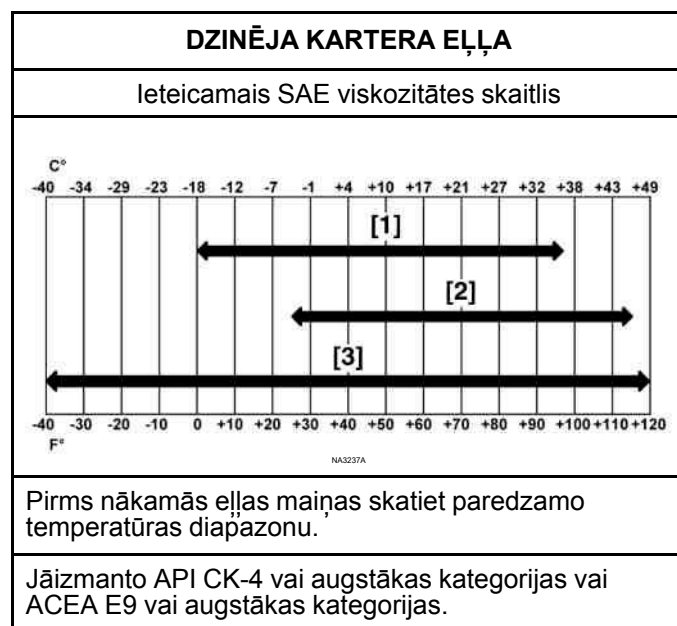 DZINĒJA KARTERA EĻĻA
Ieteicamais SAE viskozitātes skaitlis
C°
-40 -34 -29 -23 -18 -12 -7 -1 +4 +10 +17 +21 +27 +32 +38 +43 +49
[1]
[2]
[3]
-40 -30 -20 -10 0 +10 +20 +30 +40 +50 +60 +70 +80 +90 +100 +110 +120
F°
NA3237A
Pirms nākamās eļļas maiņas skatiet paredzamo
temperatūras diapazonu.
Jāizmanto API CK-4 vai augstākas kategorijas vai
ACEA E9 vai augstākas kategorijas.